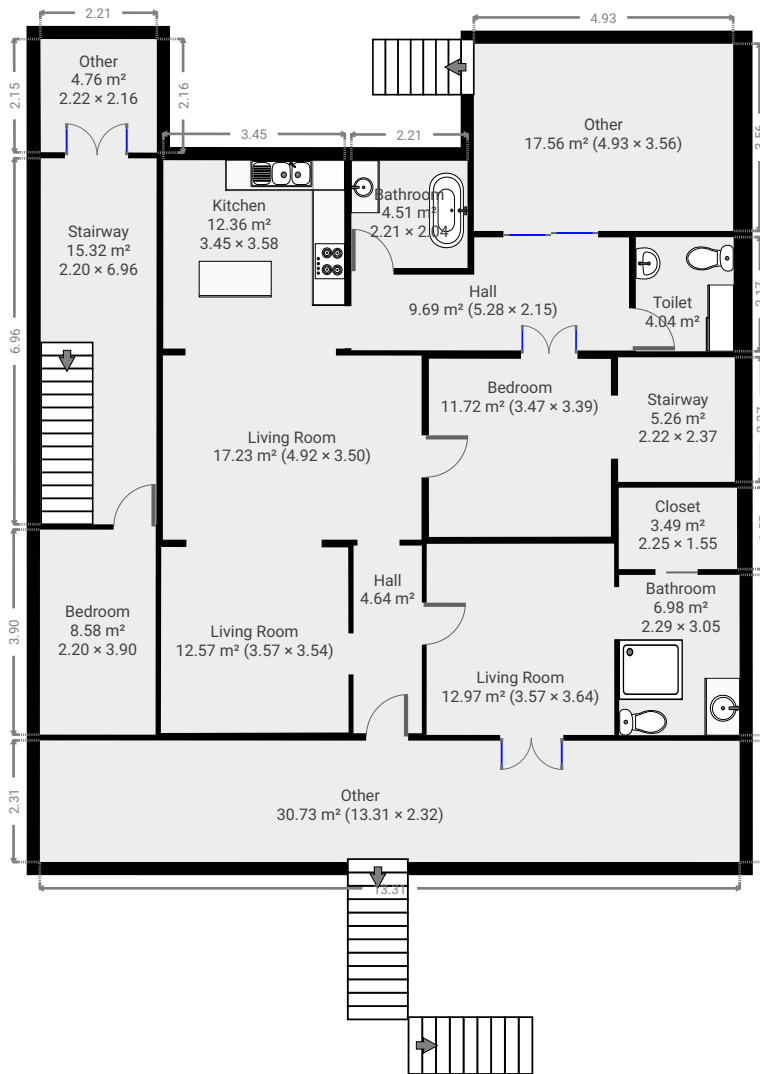 2.21
4.93
Other
4.76 m²
2.22 × 2.16
2.15
2.16
3.45
2.21
Other
17.56 m² (4.93 × 3.56)
3.56
Kitchen
12.36 m²
3.45 × 3.58
Bathroom
4.51 m²
2.21 × 2.04
Stairway
15.32 m²
2.20 × 6.96
Hall
9.69 m² (5.28 × 2.15)
Toilet
4.04 m²
2.17
6.96
Bedroom
11.72 m² (3.47 × 3.39)
Stairway
5.26 m²
2.22 × 2.37
Living Room
17.23 m² (4.92 × 3.50)
Closet
3.49 m²
2.25 × 1.55
Hall
4.64 m²
Bathroom
6.98 m²
2.29 × 3.05
Bedroom
8.58 m²
2.20 × 3.90
3.90
Living Room
12.57 m² (3.57 × 3.54)
Living Room
12.97 m² (3.57 × 3.64)
2.31
Other
30.73 m² (13.31 × 2.32)
13.31